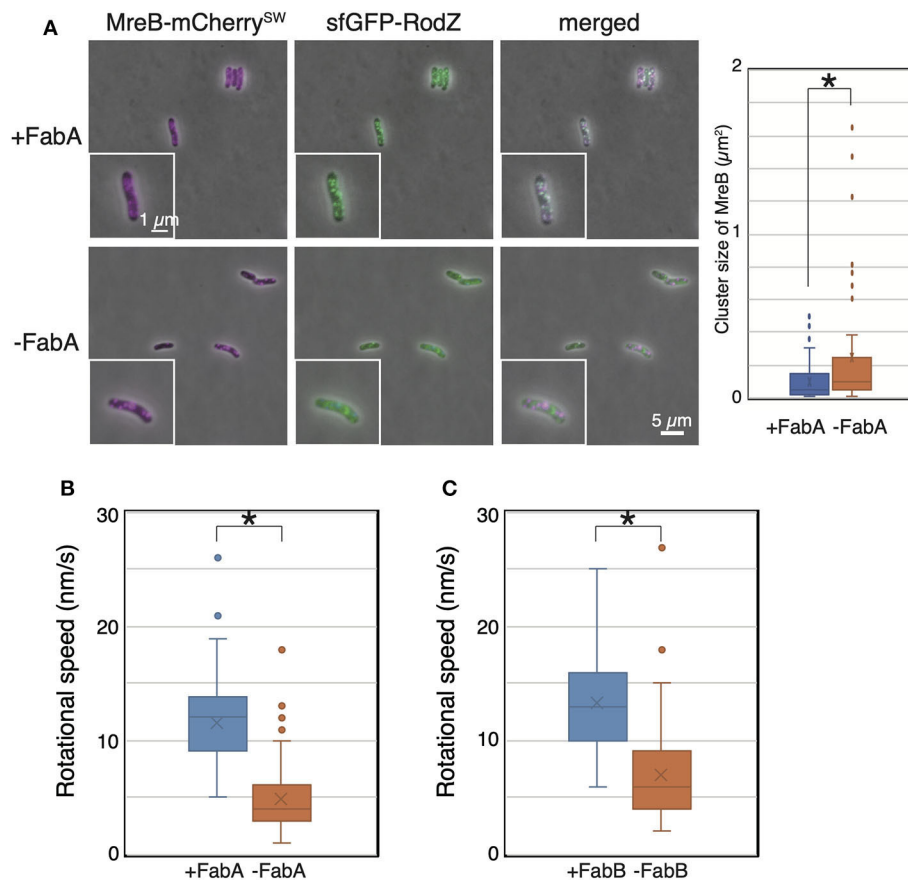 A
MreB-mCherrySW
sfGFP-RodZ
merged
+FabA
1 µm
-FabA
5 µm
Cluster size of MreB (µm²)
2
1
0
*
+FabA -FabA
B
Rotational speed (nm/s)
30
20
10
0
*
+FabA -FabA
C
Rotational speed (nm/s)
30
20
10
0
*
+FabB -FabB